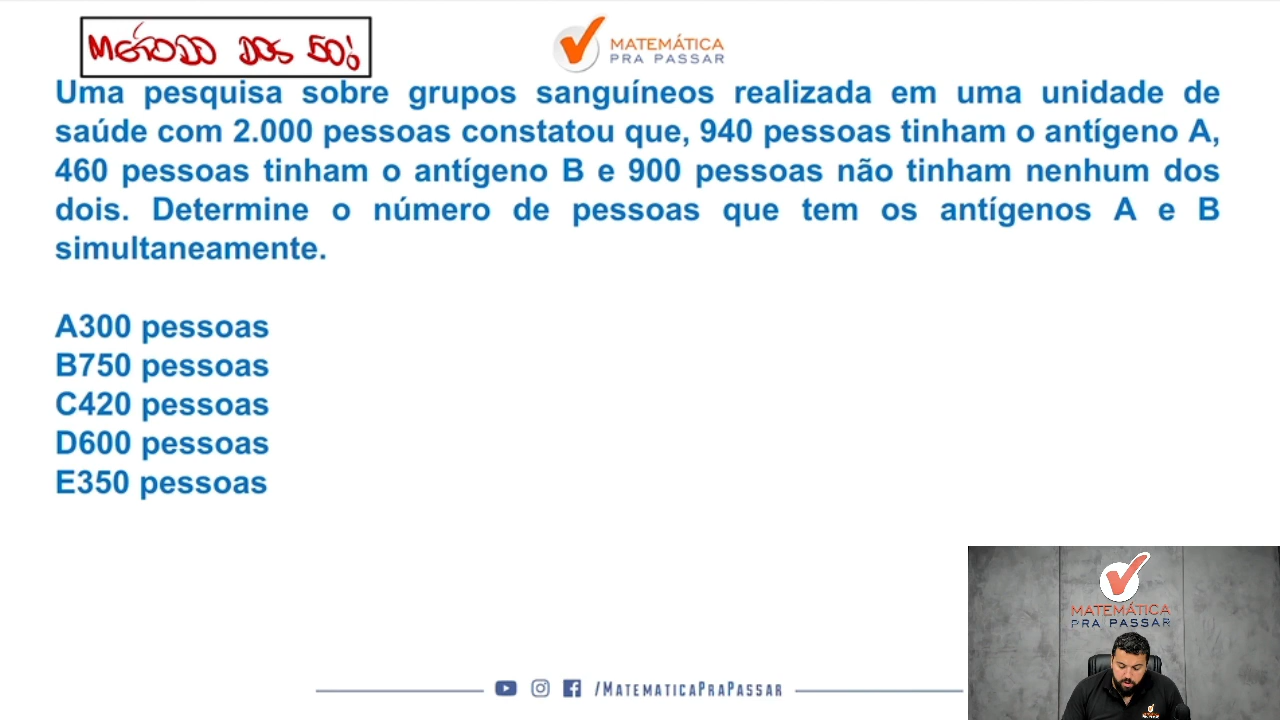 MÉTODO DOS 50!
MATEMÁTICA
PRA PASSAR
Uma pesquisa sobre grupos sanguíneos realizada em uma unidade de
saúde com 2.000 pessoas constatou que, 940 pessoas tinham o antígeno A,
460 pessoas tinham o antígeno B e 900 pessoas não tinham nenhum dos
dois. Determine o número de pessoas que tem os antígenos A e B
simultaneamente.
A300 pessoas
B750 pessoas
C420 pessoas
D600 pessoas
E350 pessoas
MATEMÁTICA
PRA PASSAR
/MATEMATICAPRAPASSAR